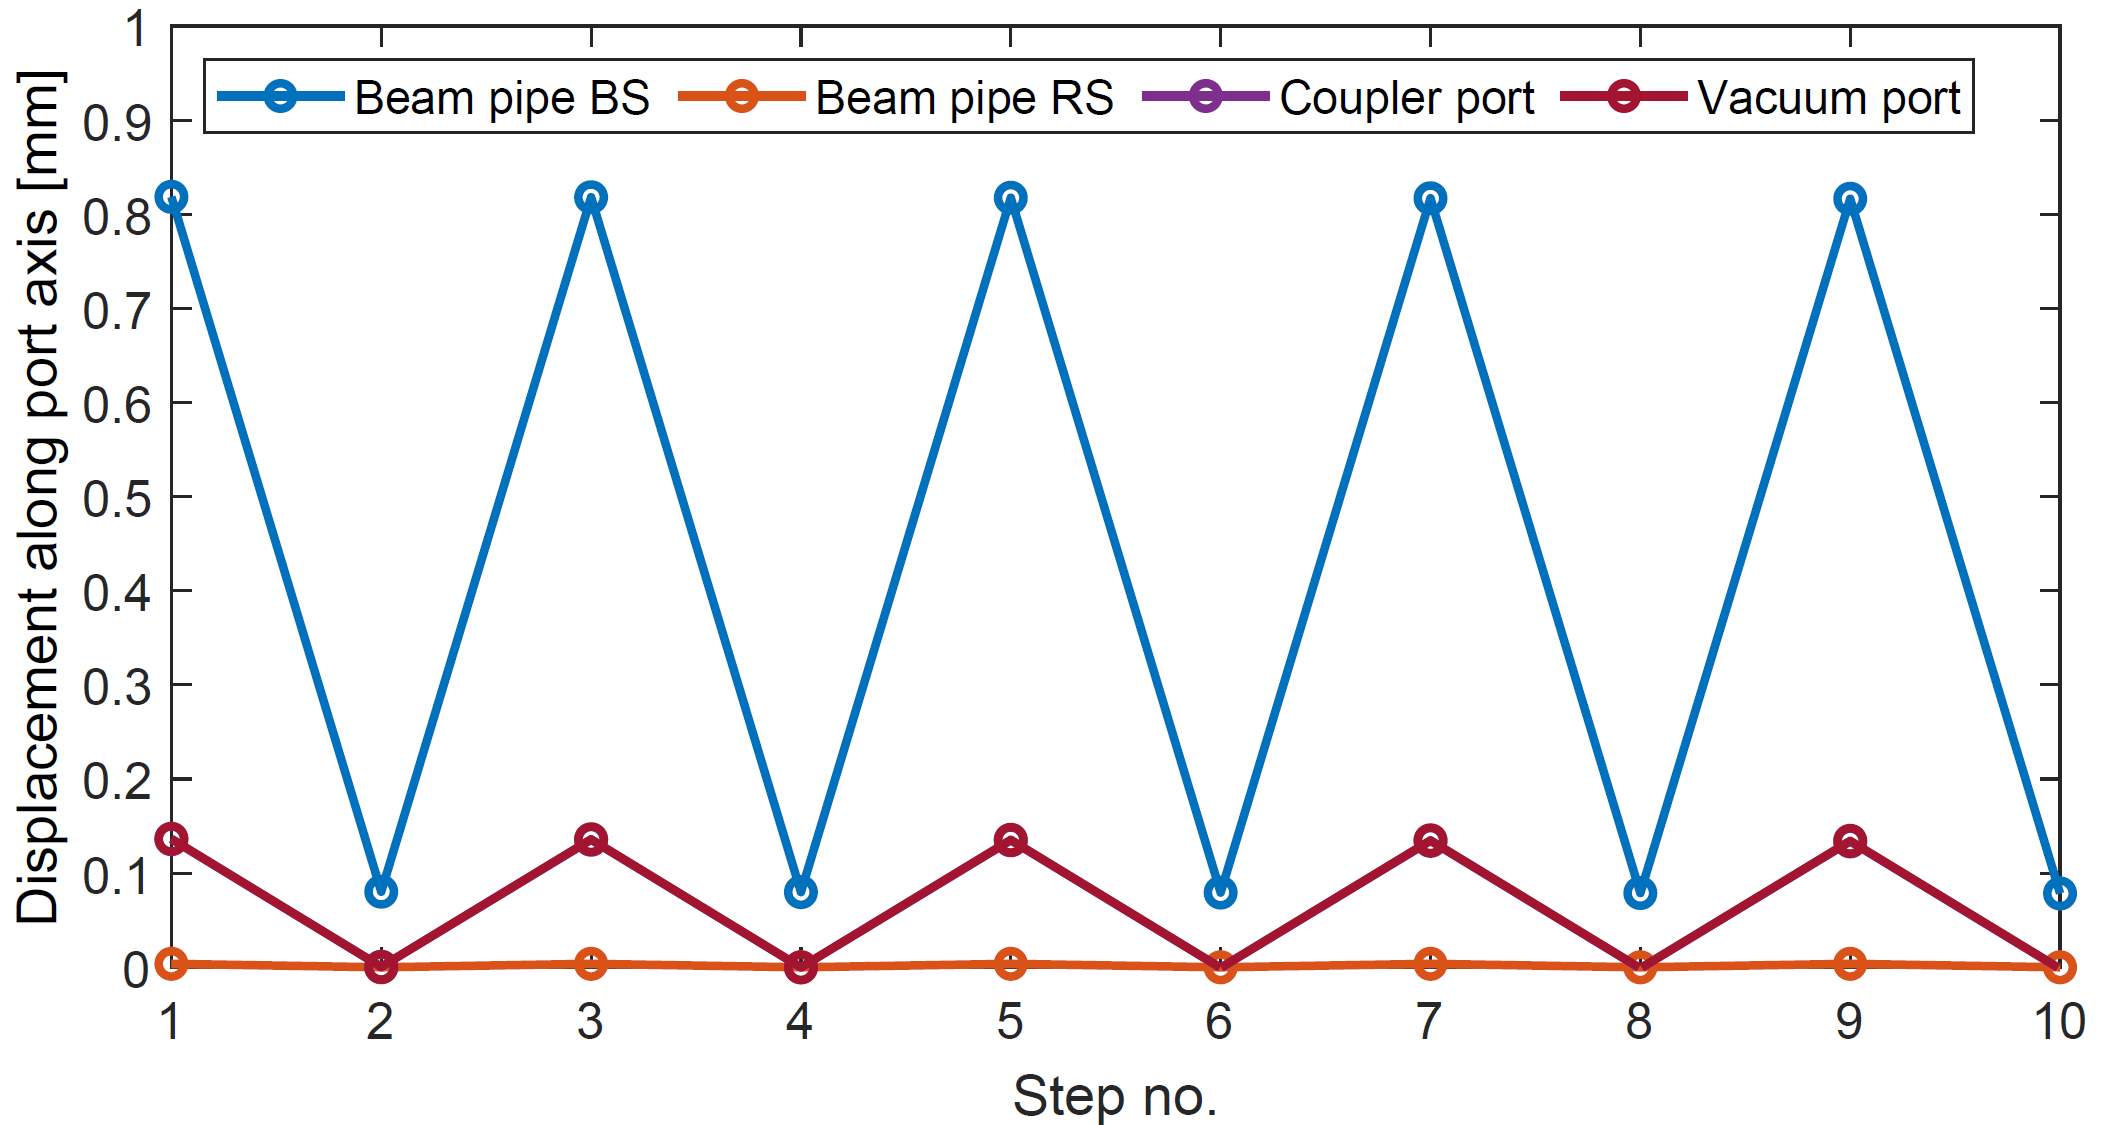 Displacement along port axis [mm]
1
0.9
0.8
0.7
0.6
0.5
0.4
0.3
0.2
0.1
0
Beam pipe BS Beam pipe RS Coupler port Vacuum port
1 2 3 4 5 6 7 8 9 10
Step no.